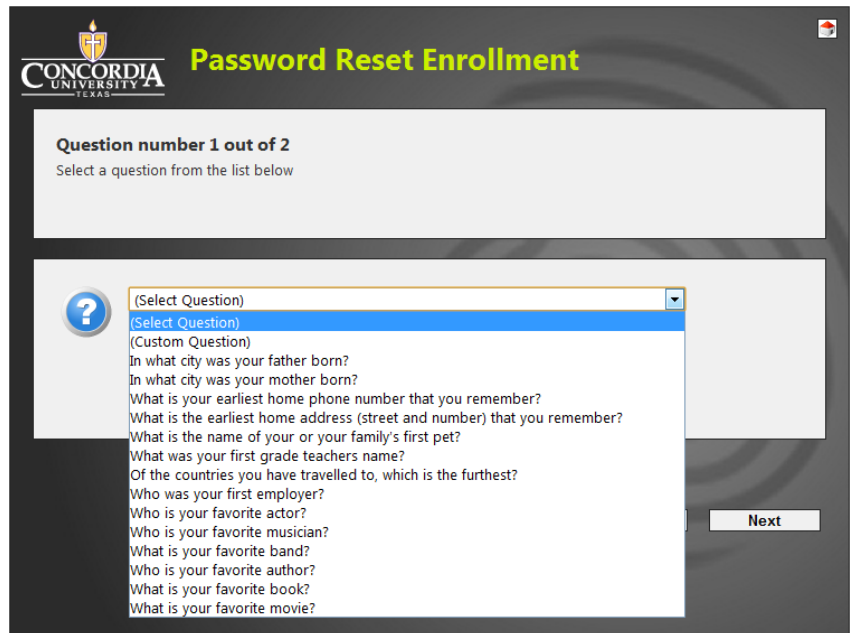 CONCORDIA
UNIVERSITY
TEXAS
Password Reset Enrollment
Question number 1 out of 2
Select a question from the list below
(Select Question)
(Select Question)
(Custom Question)
In what city was your father born?
In what city was your mother born?
What is your earliest home phone number that you remember?
What is the earliest home address (street and number) that you remember?
What is the name of your or your family's first pet?
What was your first grade teachers name?
Of the countries you have travelled to, which is the furthest?
Who was your first employer?
Who is your favorite actor?
Who is your favorite musician?
What is your favorite band?
Who is your favorite author?
What is your favorite book?
What is your favorite movie?
Next